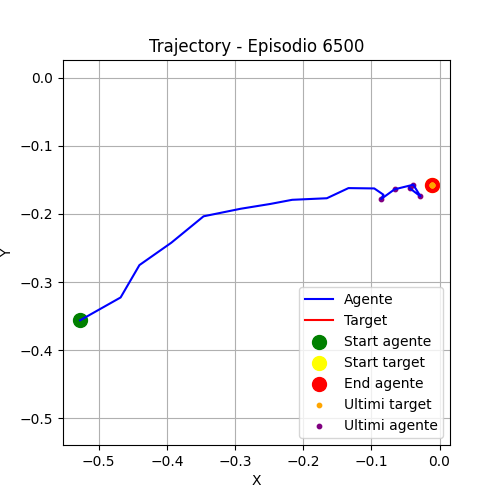 Trajectory - Episodio 6500
0.0
−0.1
−0.2
−0.3
−0.4
−0.5
Y
−0.5
−0.4
−0.3
−0.2
−0.1
0.0
X
Agente
Target
Start agente
Start target
End agente
Ultimi target
Ultimi agente